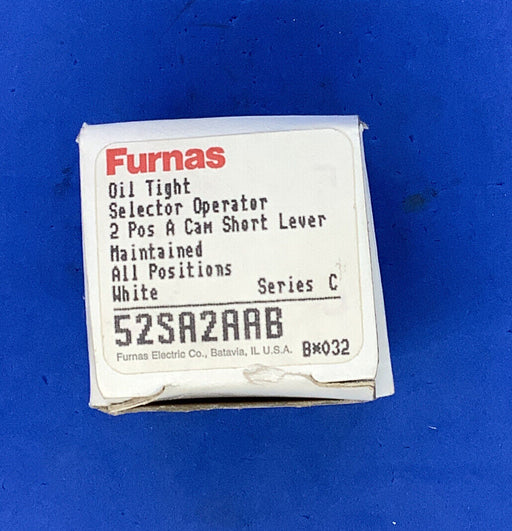 Furnas
Oil Tight
Selector Operator
2 Pos A Cam Short Lever
Maintained
All Positions
White Series C
52SA2AAB
Furnas Electric Co., Batavia, IL U.S.A. B*032